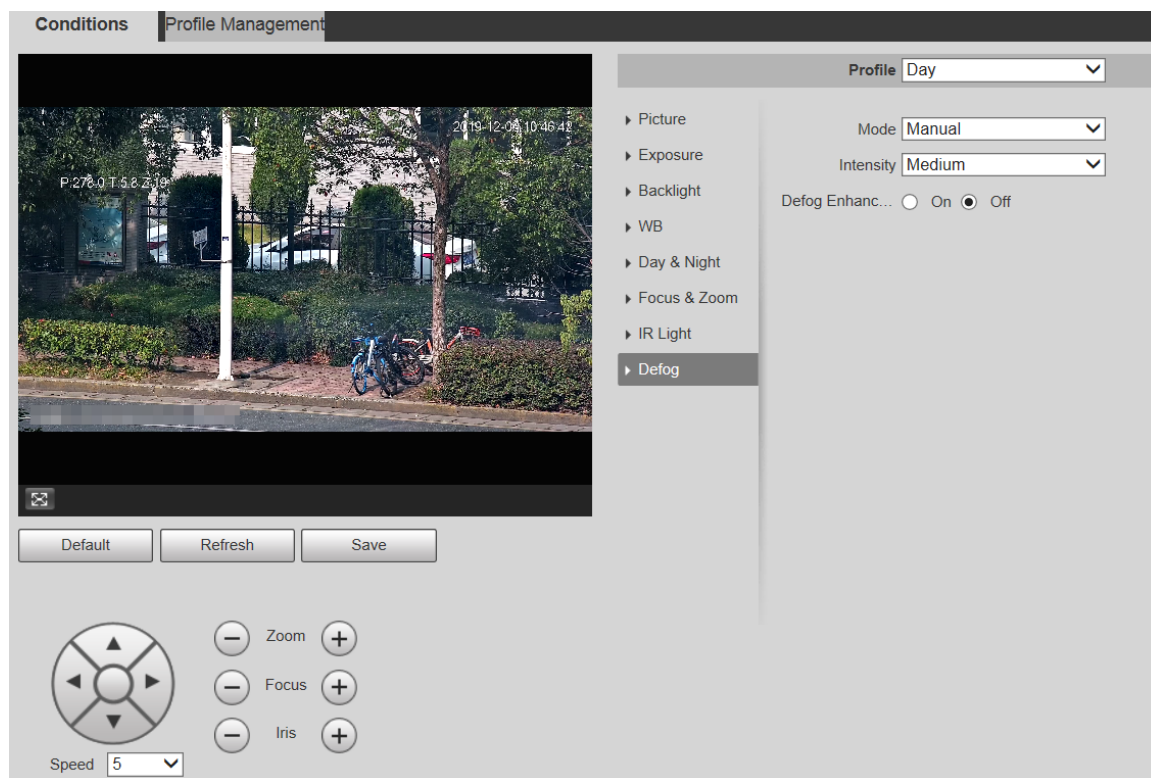 Conditions Profile Management
2019-12-06 10:46:42
P:278.0 T:5.8 Z:19
Default Refresh Save
Zoom
Focus
Iris
Speed 5
Profile Day
Picture
Exposure
Backlight
WB
Day & Night
Focus & Zoom
IR Light
Defog
Mode Manual
Intensity Medium
Defog Enhanc... On Off